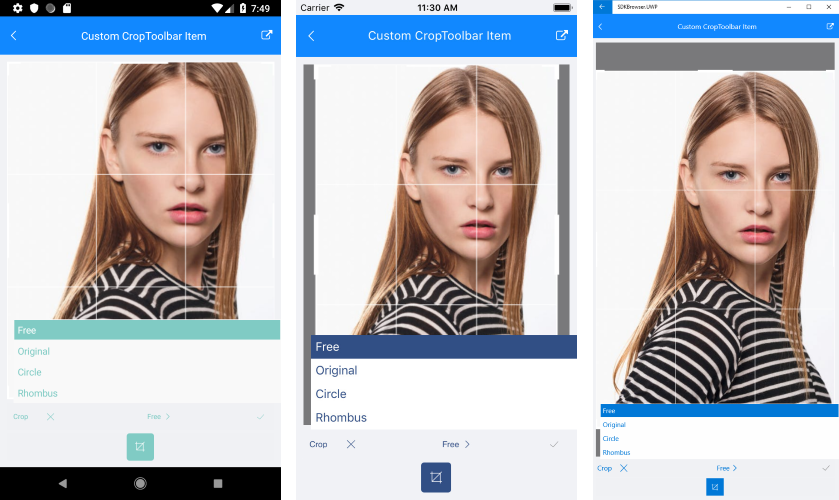 7:49
Custom CropToolbar Item
Free
Original
Circle
Rhombus
Crop
Free
Carrier
11:30 AM
Custom CropToolbar Item
Free
Original
Circle
Rhombus
Crop
Free
SDKBrowser.UWP
Custom CropToolbar Item
Free
Original
Circle
Rhombus
Crop
Free